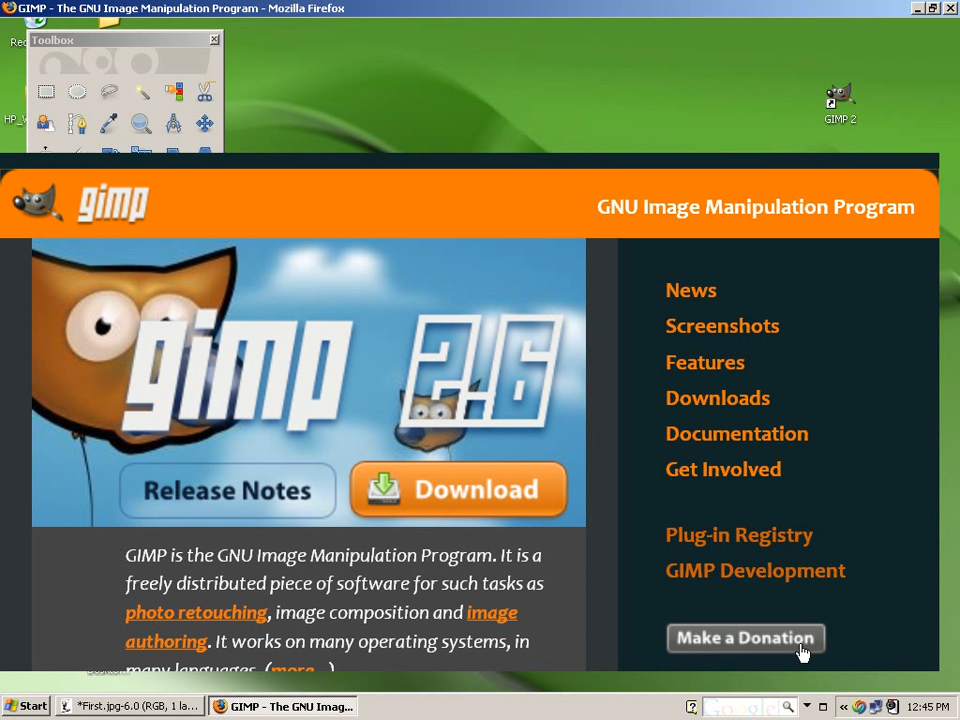 GIMP - The GNU Image Manipulation Program - Mozilla Firefox
Toolbox
GIMP 2
gimp
GNU Image Manipulation Program
gimp 2.6
Release Notes
Download
GIMP is the GNU Image Manipulation Program. It is a
freely distributed piece of software for such tasks as
photo retouching, image composition and image
authoring. It works on many operating systems, in
many languages. (more...)
News
Screenshots
Features
Downloads
Documentation
Get Involved
Plug-in Registry
GIMP Development
Make a Donation
Start
*First.jpg-6.0 (RGB, 1 la...
GIMP - The GNU Imag...
Google
12:45 PM